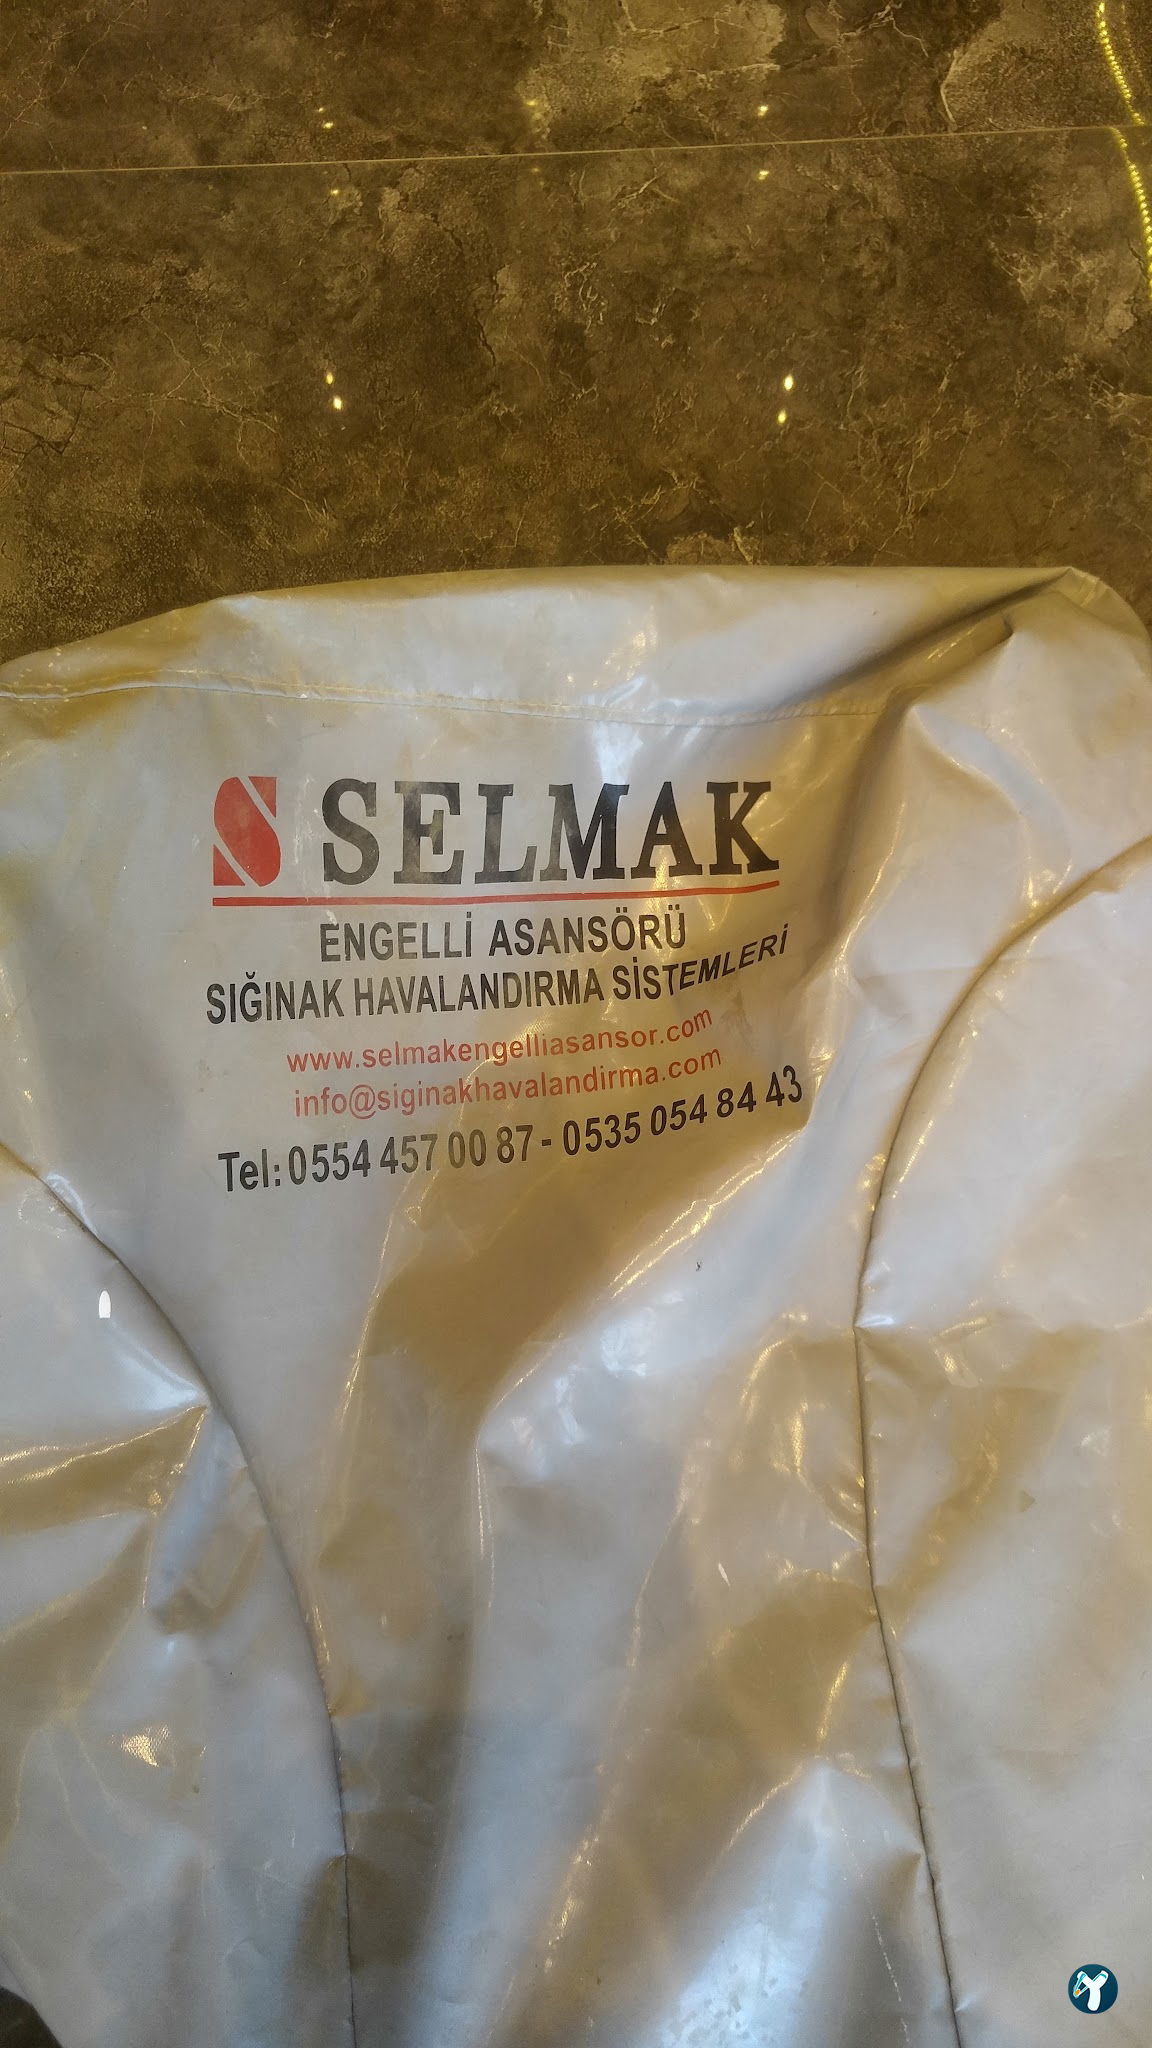 S SELMAK
ENGELLİ ASANSÖRÜ
SIĞINAK HAVALANDIRMA SİSTEMLERİ
www.selmakengelliasansor.com
info@siginakhavalandirma.com
Tel: 0554 457 00 87 - 0535 054 84 43